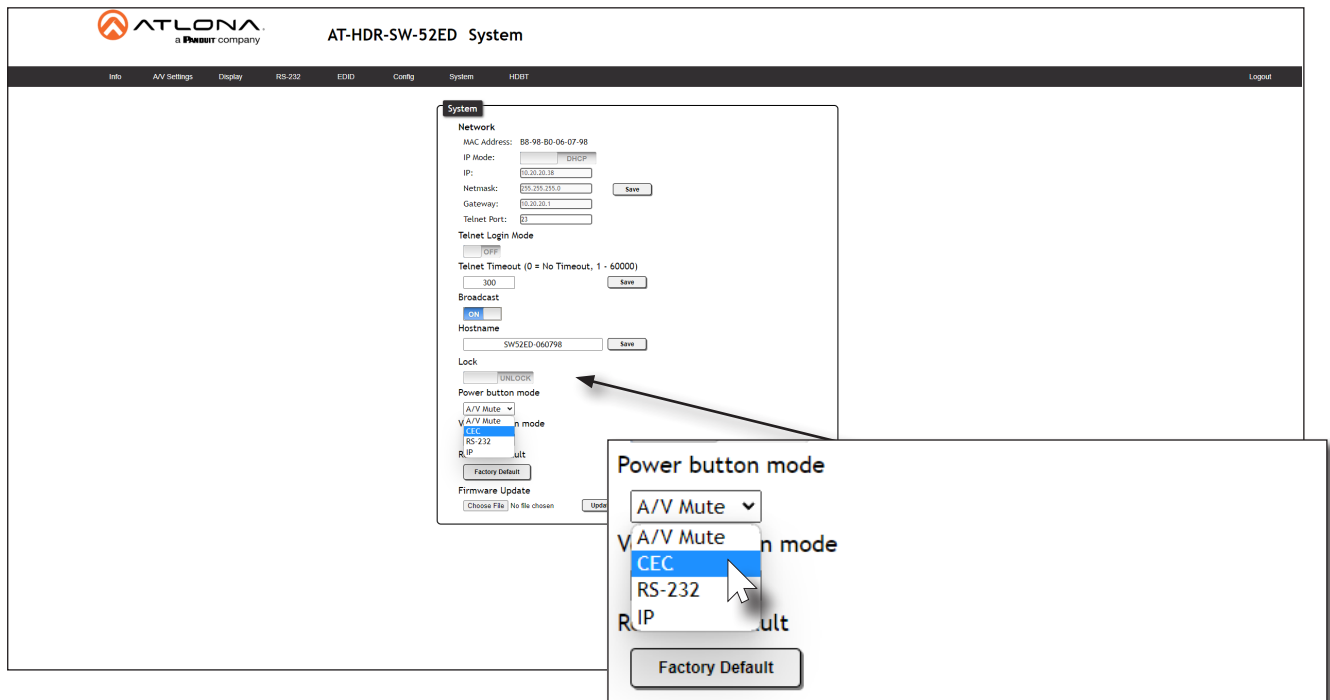 ATLONA.
a PANDUIT company
AT-HDR-SW-52ED System
Info A/V Settings Display RS-232 EDID Config System HDBT Logout
System
Network
MAC Address: B8-98-B0-06-07-98
IP Mode: DHCP
IP: 10.20.20.38
Netmask: 255.255.255.0 Save
Gateway: 10.20.20.1
Telnet Port: 23
Telnet Login Mode
OFF
Telnet Timeout (0 = No Timeout, 1 - 60000)
300 Save
Broadcast
ON
Hostname
SW52ED-060798 Save
Lock
UNLOCK
Power button mode
A/V Mute
A/V Mute
V n mode
CEC
RS-232
IP
R ult
Factory Default
Firmware Update
Choose File No file chosen Upda
Power button mode
A/V Mute
A/V Mute
V n mode
CEC
RS-232
IP
R ult
Factory Default